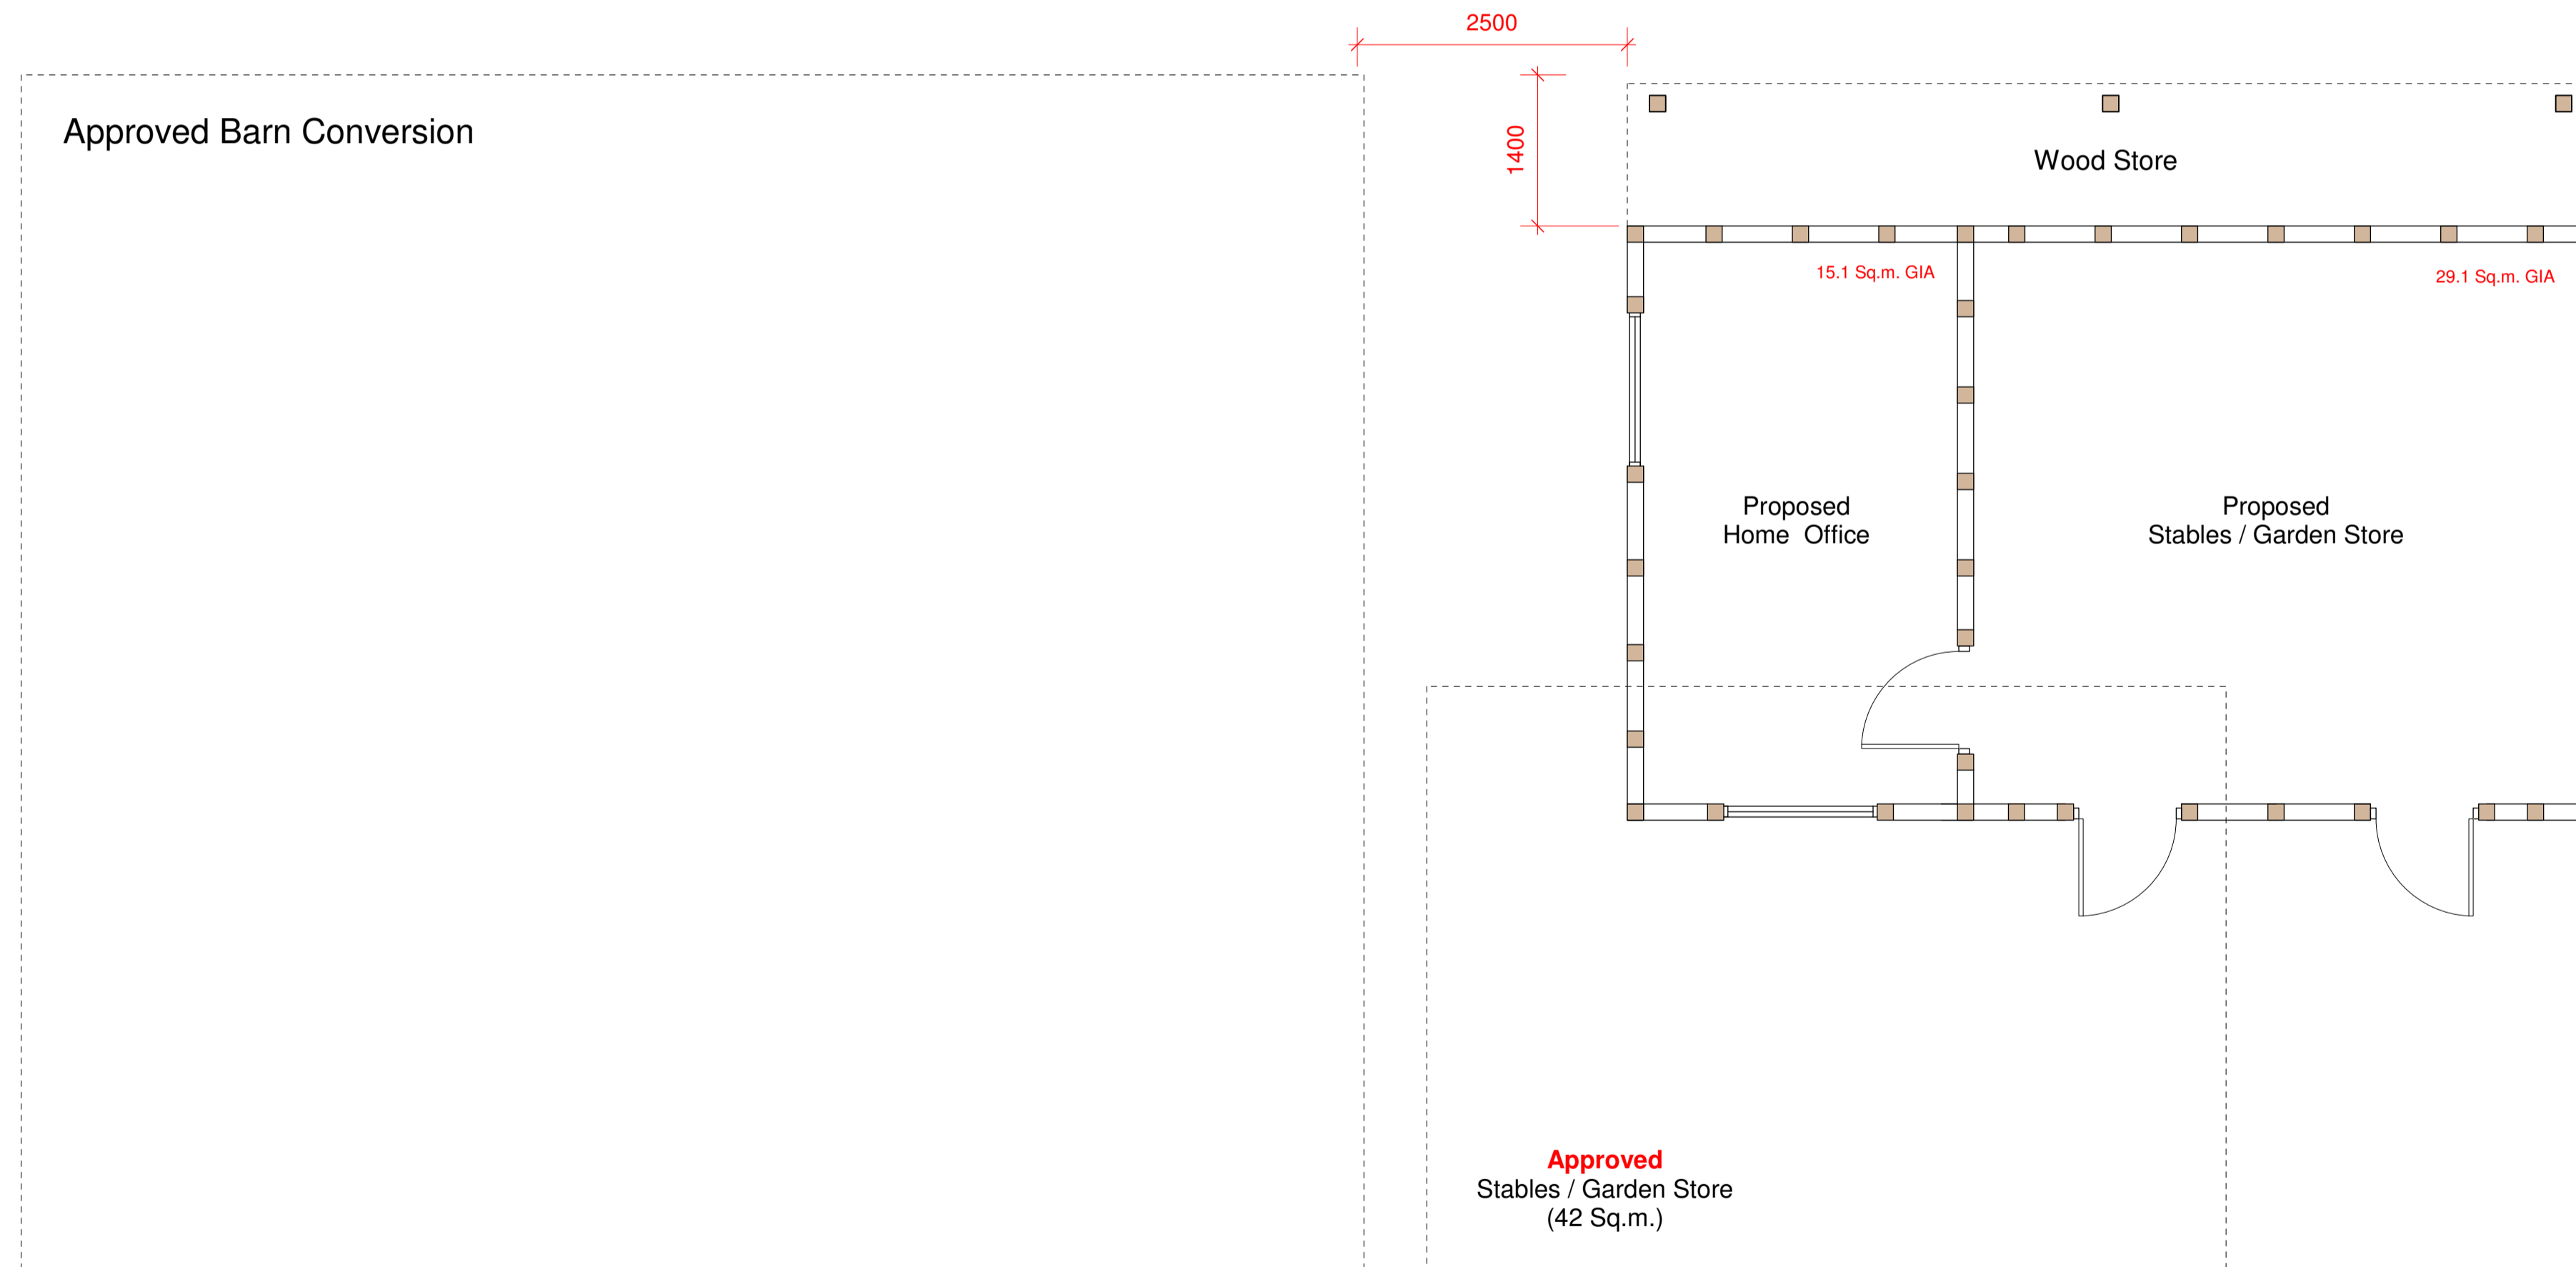 2500
Approved Barn Conversion
1400
Wood Store
15.1 Sq.m. GIA
29.1 Sq.m. GIA
Proposed
Home  Office
Proposed
Stables / Garden Store
Approved
Stables / Garden Store
(42 Sq.m.)